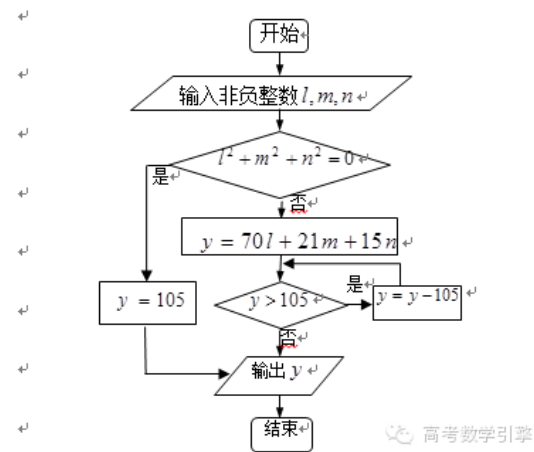 开始
输入非负整数 l, m, n
l² + m² + n² = 0
是
否
y = 70l + 21m + 15n
是
y = 105
y > 105
y = y − 105
否
输出 y
结束
高考数学引擎